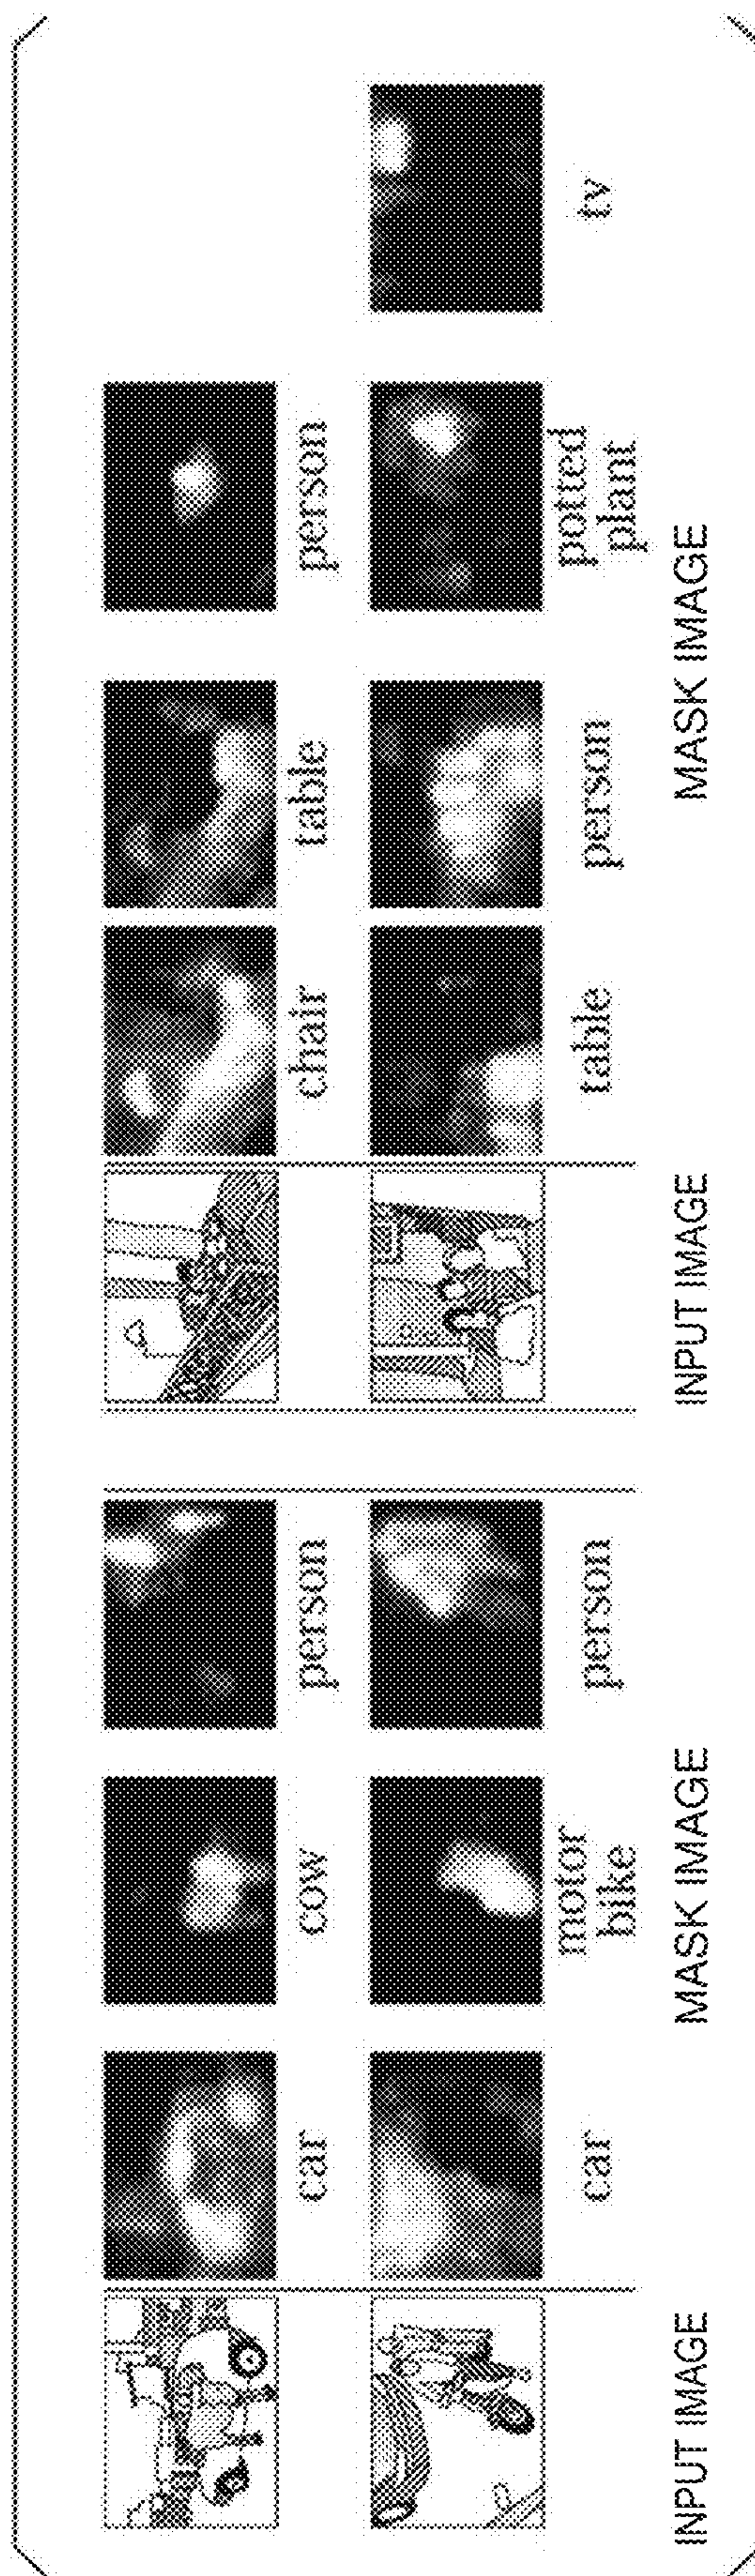 car
cow
person
chair
table
person
car
motor
bike
person
table
person
potted
plant
tv
INPUT IMAGE
MASK IMAGE
INPUT IMAGE
MASK IMAGE